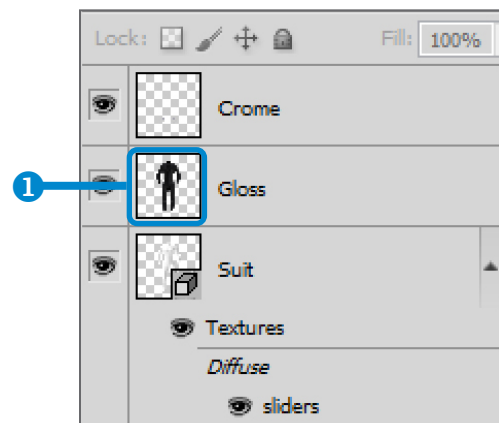 Lock: Fill: 100%
Crome
1 Gloss
Suit
Textures
Diffuse
sliders